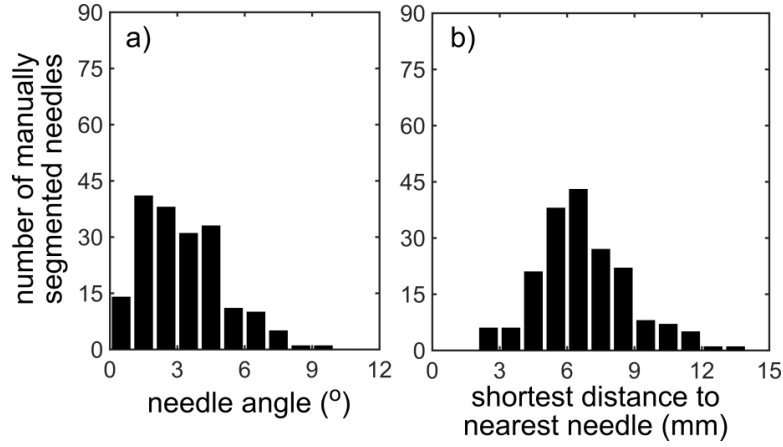 a)
b)
number of manually
segmented needles
90
75
60
45
30
15
0
0 3 6 9 12
needle angle (°)
90
75
60
45
30
15
0
0 3 6 9 12 15
shortest distance to
nearest needle (mm)